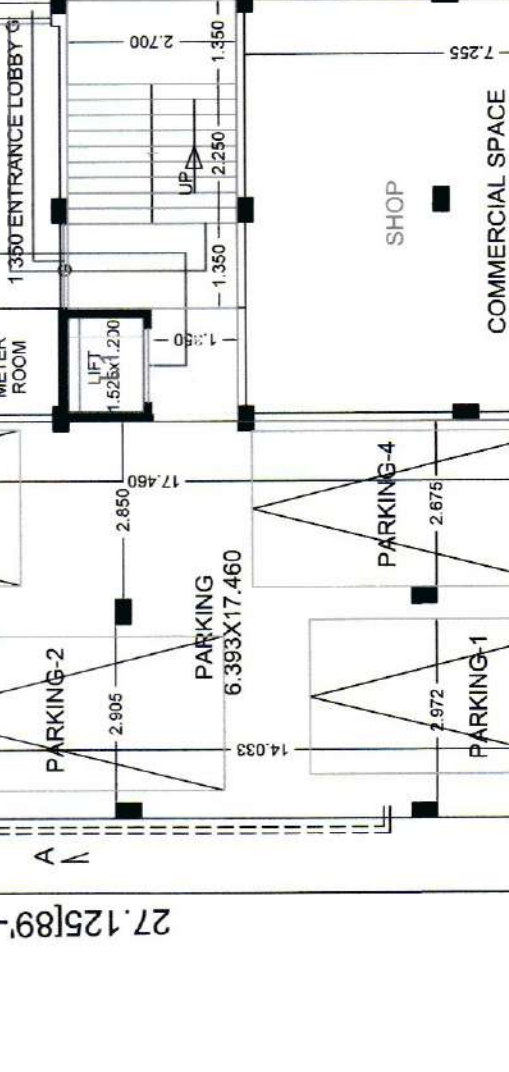 2.700
1.350
7.255
1.350 ENTRANCE LOBBY G
2.250
UP
SHOP
COMMERCIAL SPACE
1.350
METER
ROOM
LIFT
1.525x1.200
17.460
2.850
PARKING-4
2.675
PARKING
6.393X17.460
PARKING-2
2.905
14.033
2.972
PARKING-1
A
27.125[89'-